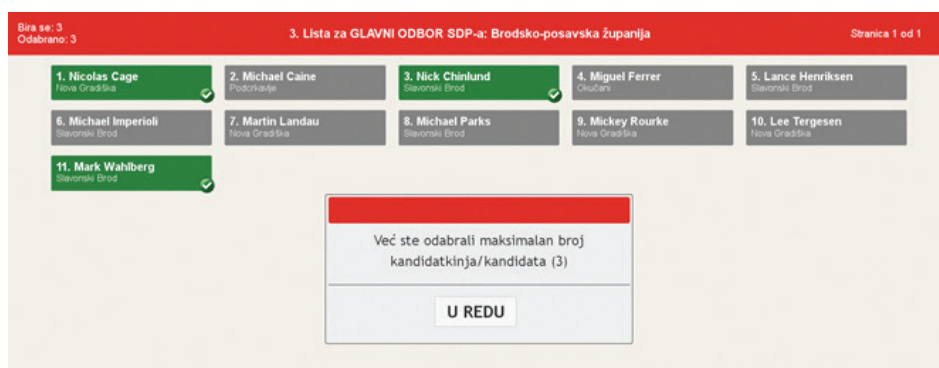 Bira se: 3
Odabrano: 3
3. Lista za GLAVNI ODBOR SDP-a: Brodsko-posavska županija
Stranica 1 od 1
1. Nicolas Cage
Nova Gradiška
2. Michael Caine
Podcrkavlje
3. Nick Chinlund
Slavonski Brod
4. Miguel Ferrer
Okučani
5. Lance Henriksen
Slavonski Brod
6. Michael Imperioli
Slavonski Brod
7. Martin Landau
Nova Gradiška
8. Michael Parks
Slavonski Brod
9. Mickey Rourke
Nova Gradiška
10. Lee Tergesen
Nova Gradiška
11. Mark Wahlberg
Slavonski Brod
Već ste odabrali maksimalan broj
kandidatkinja/kandidata (3)
U REDU